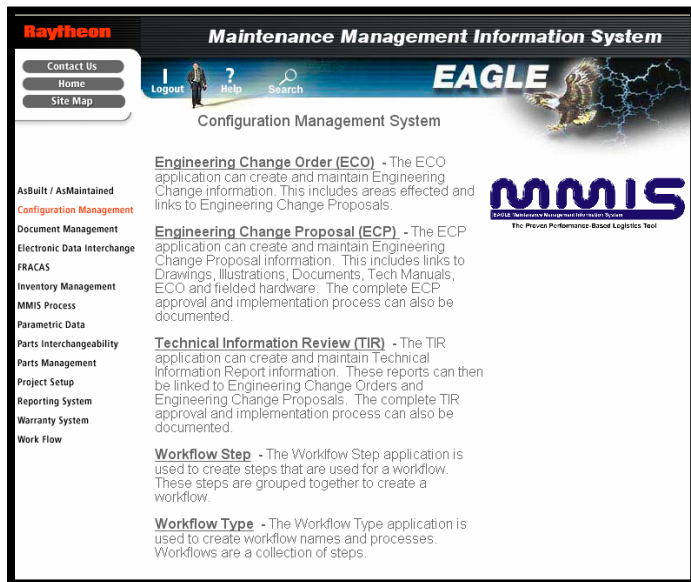 Raytheon
Maintenance Management Information System
Contact Us
Home
Site Map
Logout
Help
Search
EAGLE
Configuration Management System
AsBuilt / AsMaintained
Configuration Management
Document Management
Electronic Data Interchange
FRACAS
Inventory Management
MMIS Process
Parametric Data
Parts Interchangeability
Parts Management
Project Setup
Reporting System
Warranty System
Work Flow
Engineering Change Order (ECO) - The ECO
application can create and maintain Engineering
Change information. This includes areas effected and
links to Engineering Change Proposals.
Engineering Change Proposal (ECP) - The ECP
application can create and maintain Engineering
Change Proposal information. This includes links to
Drawings, Illustrations, Documents, Tech Manuals,
ECO and fielded hardware. The complete ECP
approval and implementation process can also be
documented.
Technical Information Review (TIR) - The TIR
application can create and maintain Technical
Information Report information. These reports can then
be linked to Engineering Change Orders and
Engineering Change Proposals. The complete TIR
approval and implementation process can also be
documented.
Workflow Step - The Worklfow Step application is
used to create steps that are used for a workflow.
These steps are grouped together to create a
workflow.
Workflow Type - The Workflow Type application is
used to create workflow names and processes.
Workflows are a collection of steps.
MMIS
EAGLE Maintenance Management Information System
The Proven Performance-Based Logistics Tool